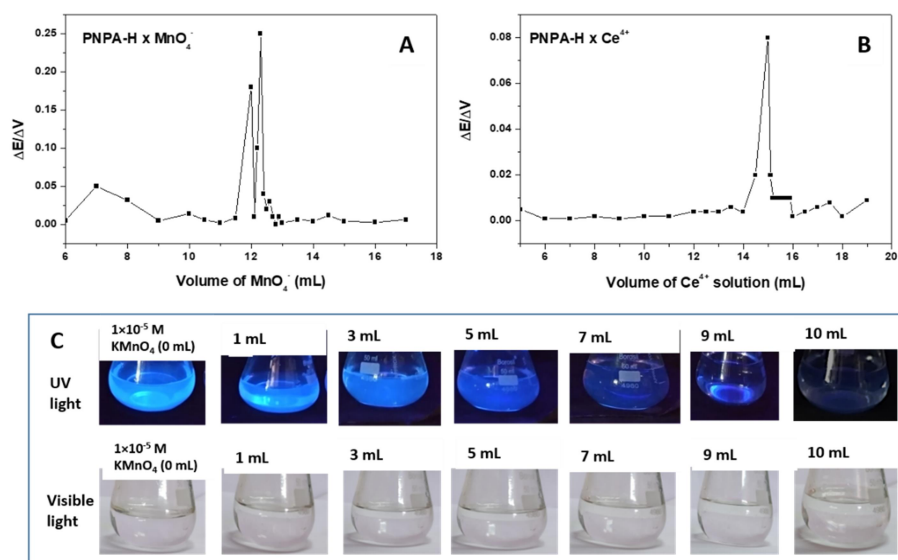 PNPA-H x MnO₄⁻
A
ΔE/ΔV
0.25
0.20
0.15
0.10
0.05
0.00
6 8 10 12 14 16 18
Volume of MnO₄⁻ (mL)
PNPA-H x Ce⁴⁺
B
ΔE/ΔV
0.08
0.06
0.04
0.02
0.00
6 8 10 12 14 16 18 20
Volume of Ce⁴⁺ solution (mL)
C
1×10⁻⁵ M
KMnO₄ (0 mL)
1 mL
3 mL
5 mL
7 mL
9 mL
10 mL
UV
light
1×10⁻⁵ M
KMnO₄ (0 mL)
1 mL
3 mL
5 mL
7 mL
9 mL
10 mL
Visible
light